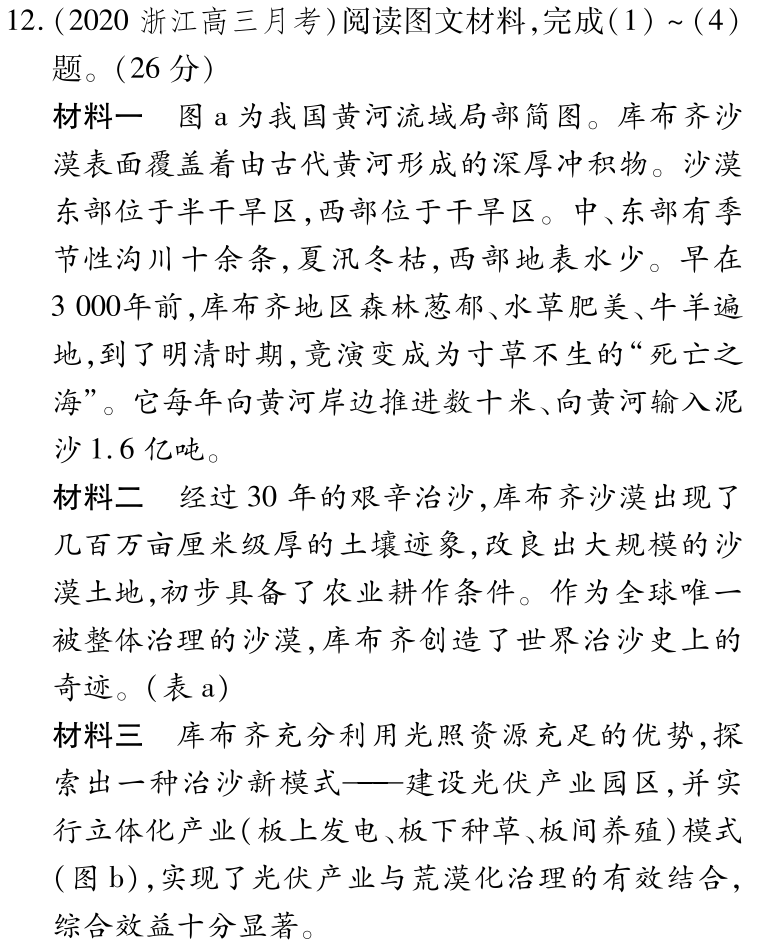 12. (2020 浙江高三月考)阅读图文材料,完成(1) ~ (4)
题。(26 分)
材料一 图 a 为我国黄河流域局部简图。库布齐沙
漠表面覆盖着由古代黄河形成的深厚冲积物。沙漠
东部位于半干旱区,西部位于干旱区。中、东部有季
节性沟川十余条,夏汛冬枯,西部地表水少。早在
3 000年前,库布齐地区森林葱郁、水草肥美、牛羊遍
地,到了明清时期,竟演变成为寸草不生的“死亡之
海”。它每年向黄河岸边推进数十米、向黄河输入泥
沙 1.6 亿吨。
材料二 经过 30 年的艰辛治沙,库布齐沙漠出现了
几百万亩厘米级厚的土壤迹象,改良出大规模的沙
漠土地,初步具备了农业耕作条件。作为全球唯一
被整体治理的沙漠,库布齐创造了世界治沙史上的
奇迹。(表 a)
材料三 库布齐充分利用光照资源充足的优势,探
索出一种治沙新模式——建设光伏产业园区,并实
行立体化产业(板上发电、板下种草、板间养殖)模式
(图 b),实现了光伏产业与荒漠化治理的有效结合,
综合效益十分显著。